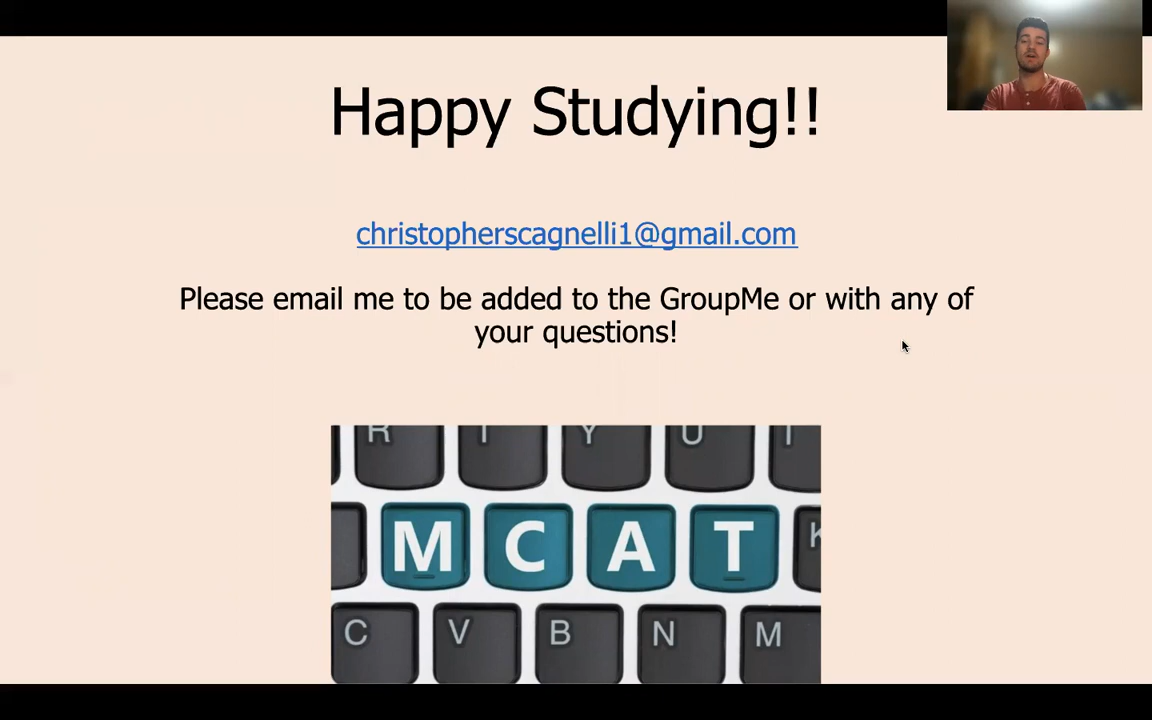 Happy Studying!!
christopherscagnelli1@gmail.com
Please email me to be added to the GroupMe or with any of
your questions!
R T Y U I
M C A T K
C V B N M